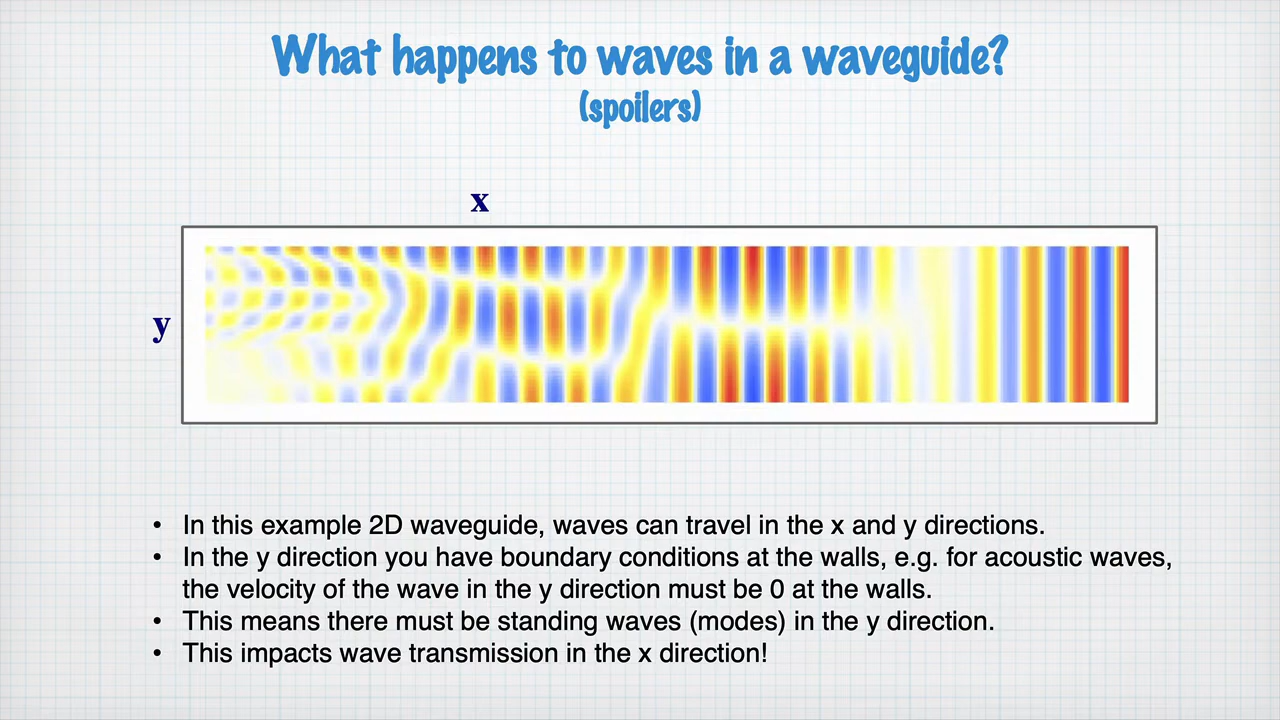 What happens to waves in a waveguide?
(spoilers)
x
y
• In this example 2D waveguide, waves can travel in the x and y directions.
• In the y direction you have boundary conditions at the walls, e.g. for acoustic waves,
the velocity of the wave in the y direction must be 0 at the walls.
• This means there must be standing waves (modes) in the y direction.
• This impacts wave transmission in the x direction!